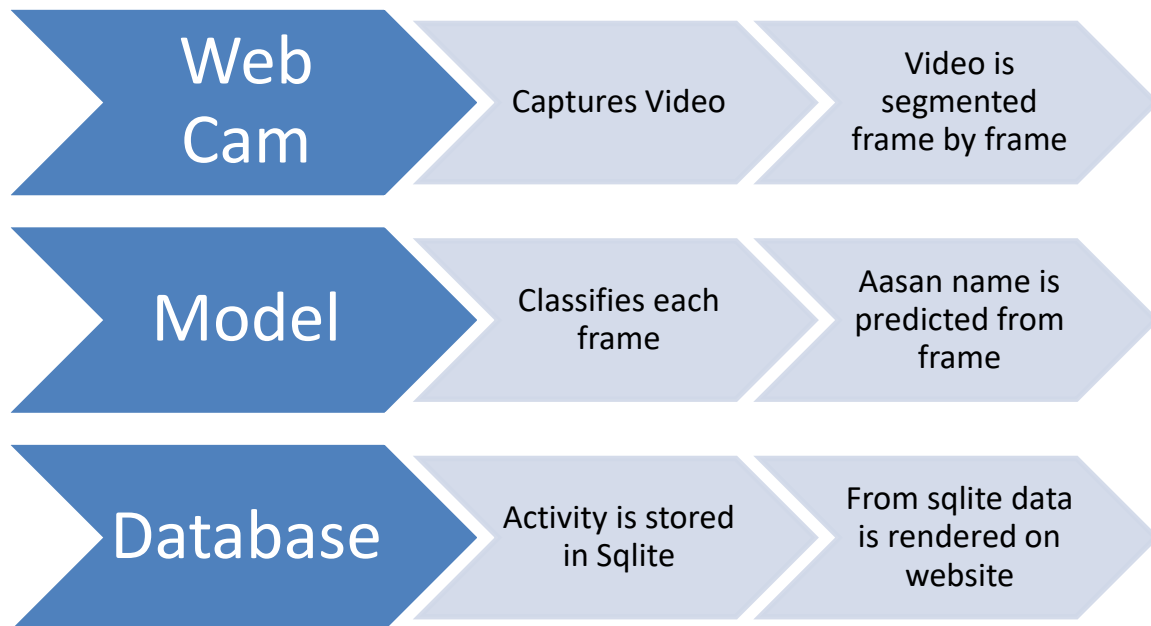 Web
Cam
Captures Video
Video is
segmented
frame by frame
Model
Classifies each
frame
Aasan name is
predicted from
frame
Database
Activity is stored
in Sqlite
From sqlite data
is rendered on
website